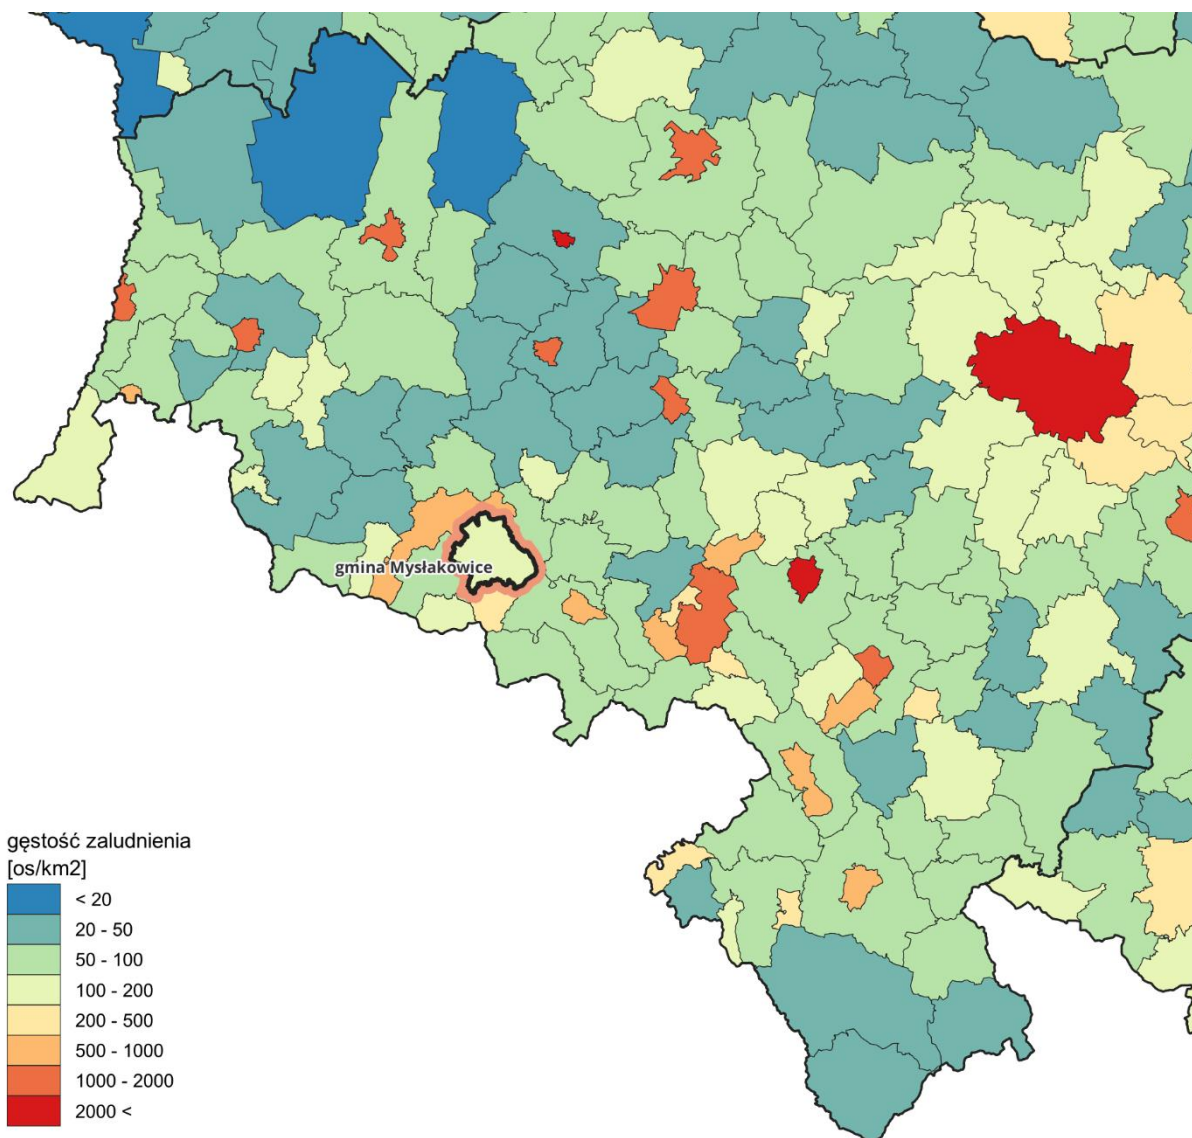 gmina Mysłakowice
gęstość zaludnienia
[os/km2]
< 20
20 - 50
50 - 100
100 - 200
200 - 500
500 - 1000
1000 - 2000
2000 <